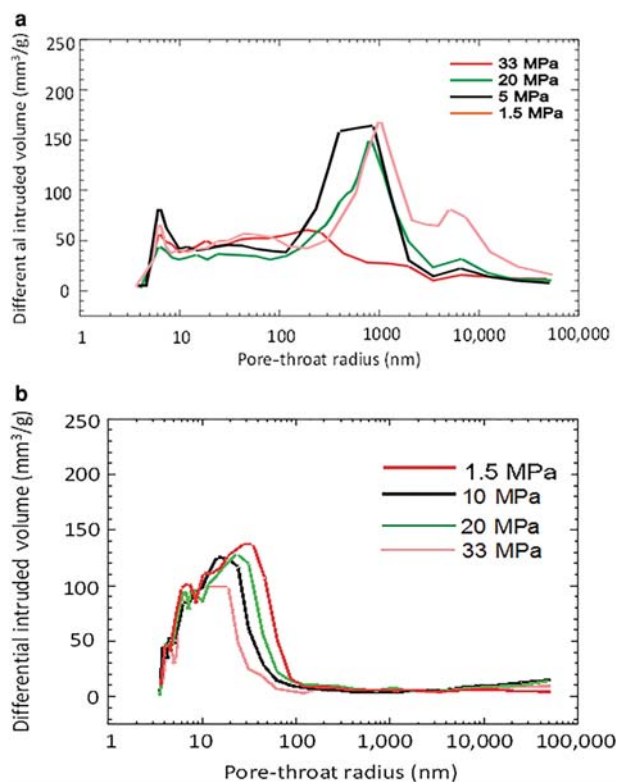 a
250
200
150
100
50
0
Different al intruded volume (mm³/g)
33 MPa
20 MPa
5 MPa
1.5 MPa
1 10 100 1000 10,000 100,000
Pore-throat radius (nm)
b
250
200
150
100
50
0
Differential intruded volume (mm³/g)
1.5 MPa
10 MPa
20 MPa
33 MPa
1 10 100 1,000 10,000 100,000
Pore-throat radius (nm)